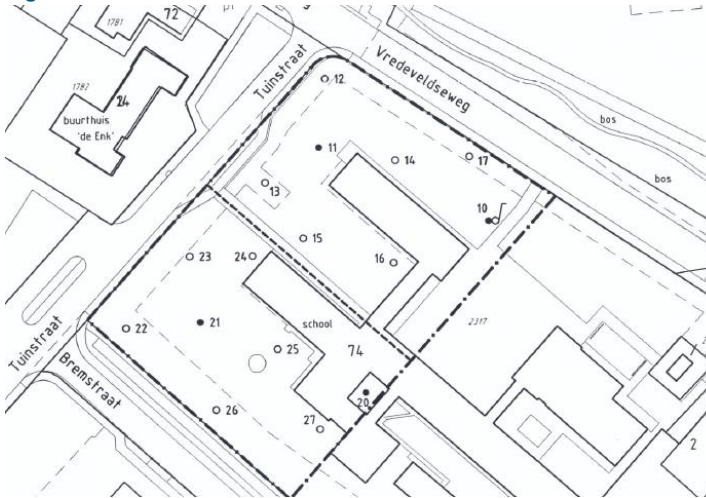 1781
72
Tuinstraat
Vredeveldseweg
12
1782
24
buurthuis
'de Enk'
bos
11
14
17
bos
13
10
15
16
23
24
school
2317
21
22
25
74
Tuinstraat
Bremstraat
20
26
27
2